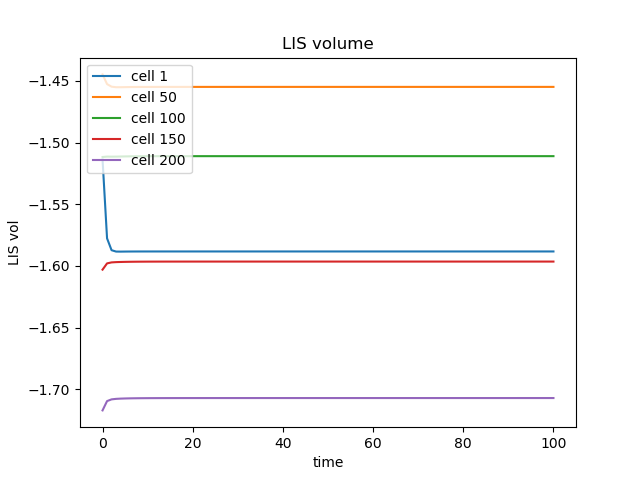 LIS volume
cell 1
cell 50
cell 100
cell 150
cell 200
LIS vol
−1.45
−1.50
−1.55
−1.60
−1.65
−1.70
0 20 40 60 80 100
time